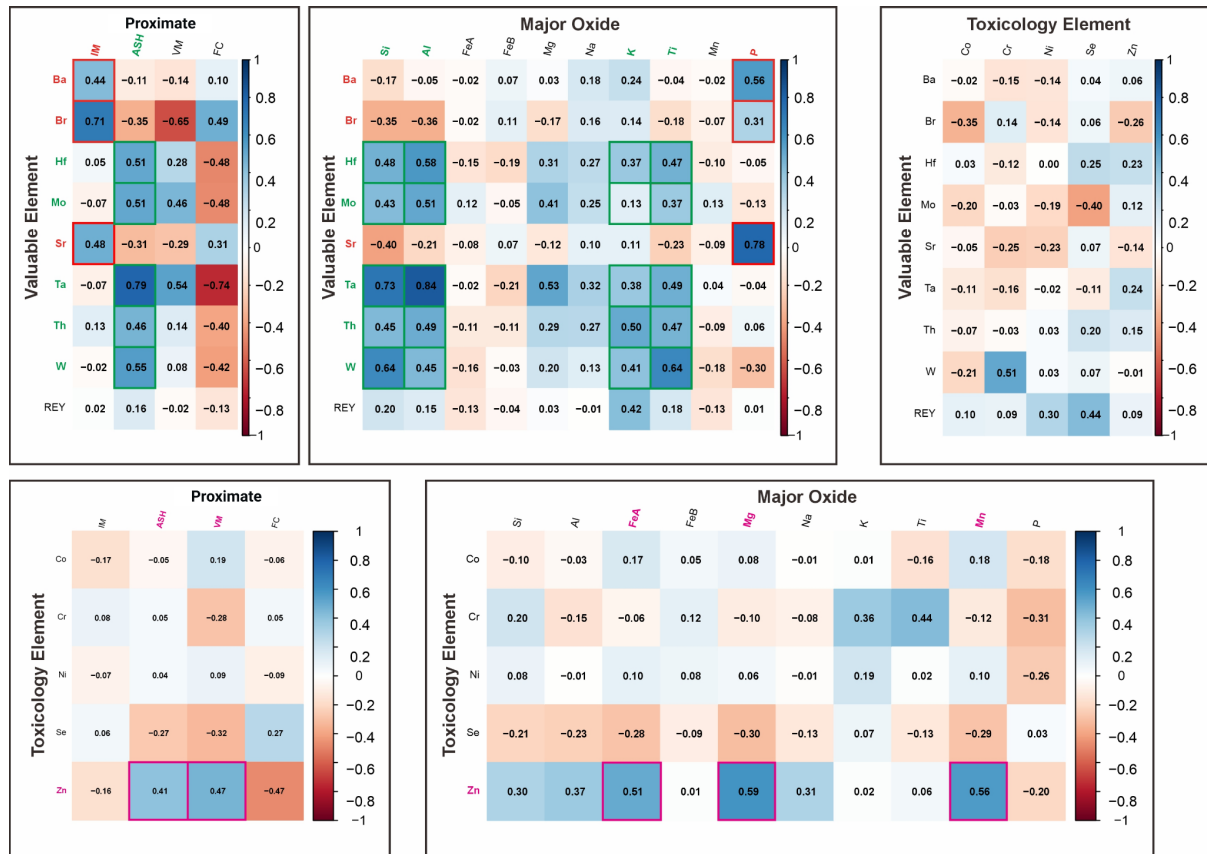 Proximate
IM ASH VM FC
Valuable Element
Ba 0.44 −0.11 −0.14 0.10
Br 0.71 −0.35 −0.65 0.49
Hf 0.05 0.51 0.28 −0.48
Mo −0.07 0.51 0.46 −0.48
Sr 0.48 −0.31 −0.29 0.31
Ta −0.07 0.79 0.54 −0.74
Th 0.13 0.46 0.14 −0.40
W −0.02 0.55 0.08 −0.42
REY 0.02 0.16 −0.02 −0.13
1
0.8
0.6
0.4
0.2
0
−0.2
−0.4
−0.6
−0.8
−1
Major Oxide
Si Al FeA FeB Mg Na K Ti Mn P
Valuable Element
Ba −0.17 −0.05 −0.02 0.07 0.03 0.18 0.24 −0.04 −0.02 0.56
Br −0.35 −0.36 −0.02 0.11 −0.17 0.16 0.14 −0.18 −0.07 0.31
Hf 0.48 0.58 −0.15 −0.19 0.31 0.27 0.37 0.47 −0.10 −0.05
Mo 0.43 0.51 0.12 −0.05 0.41 0.25 0.13 0.37 0.13 −0.13
Sr −0.40 −0.21 −0.08 0.07 −0.12 0.10 0.11 −0.23 −0.09 0.78
Ta 0.73 0.84 −0.02 −0.21 0.53 0.32 0.38 0.49 0.04 −0.04
Th 0.45 0.49 −0.11 −0.11 0.29 0.27 0.50 0.47 −0.09 0.06
W 0.64 0.45 −0.16 −0.03 0.20 0.13 0.41 0.64 −0.18 −0.30
REY 0.20 0.15 −0.13 −0.04 0.03 −0.01 0.42 0.18 −0.13 0.01
1
0.8
0.6
0.4
0.2
0
−0.2
−0.4
−0.6
−0.8
−1
Toxicology Element
Co Cr Ni Se Zn
Valuable Element
Ba −0.02 −0.15 −0.14 0.04 0.06
Br −0.35 0.14 −0.14 0.06 −0.26
Hf 0.03 −0.12 0.00 0.25 0.23
Mo −0.20 −0.03 −0.19 −0.40 0.12
Sr −0.05 −0.25 −0.23 0.07 −0.14
Ta −0.11 −0.16 −0.02 −0.11 0.24
Th −0.07 −0.03 0.03 0.20 0.15
W −0.21 0.51 0.03 0.07 −0.01
REY 0.10 0.09 0.30 0.44 0.09
1
0.8
0.6
0.4
0.2
0
−0.2
−0.4
−0.6
−0.8
−1
Proximate
IM ASH VM FC
Toxicology Element
Co −0.17 −0.05 0.19 −0.06
Cr 0.08 0.05 −0.28 0.05
Ni −0.07 0.04 0.09 −0.09
Se 0.06 −0.27 −0.32 0.27
Zn −0.16 0.41 0.47 −0.47
1
0.8
0.6
0.4
0.2
0
−0.2
−0.4
−0.6
−0.8
−1
Major Oxide
Si Al FeA FeB Mg Na K Ti Mn P
Toxicology Element
Co −0.10 −0.03 0.17 0.05 0.08 −0.01 0.01 −0.16 0.18 −0.18
Cr 0.20 −0.15 −0.06 0.12 −0.10 −0.08 0.36 0.44 −0.12 −0.31
Ni 0.08 −0.01 0.10 0.08 0.06 −0.01 0.19 0.02 0.10 −0.26
Se −0.21 −0.23 −0.28 −0.09 −0.30 −0.13 0.07 −0.13 −0.29 0.03
Zn 0.30 0.37 0.51 0.01 0.59 0.31 0.02 0.06 0.56 −0.20
1
0.8
0.6
0.4
0.2
0
−0.2
−0.4
−0.6
−0.8
−1